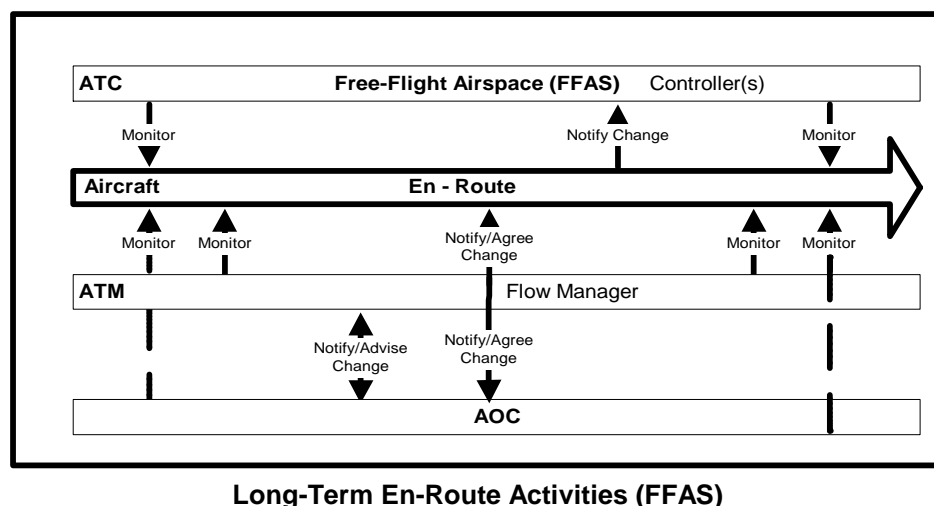 ATC Free-Flight Airspace (FFAS) Controller(s)
Monitor Notify Change Monitor
Aircraft En - Route
Monitor Monitor Notify/Agree Monitor Monitor
Change
ATM Flow Manager
Notify/Advise Notify/Agree
Change Change
AOC
Long-Term En-Route Activities (FFAS)